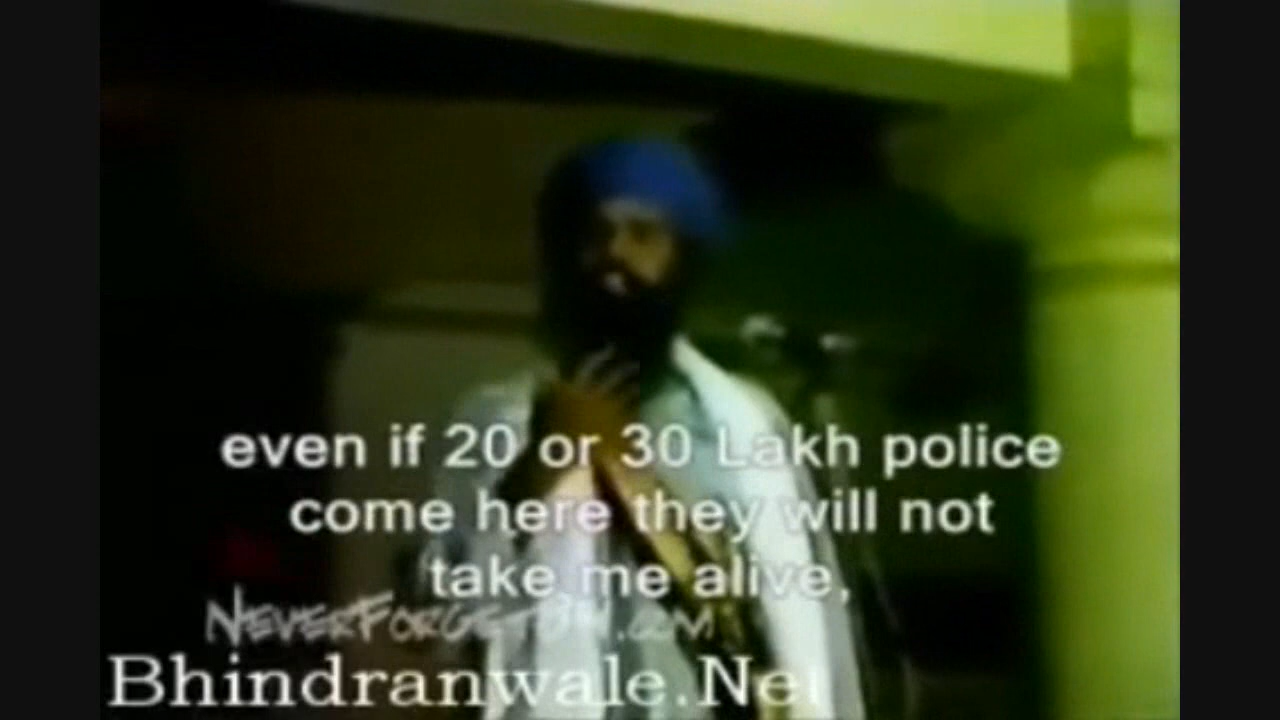 even if 20 or 30 Lakh police
come here they will not
take me alive,
Bhindranwale.Net